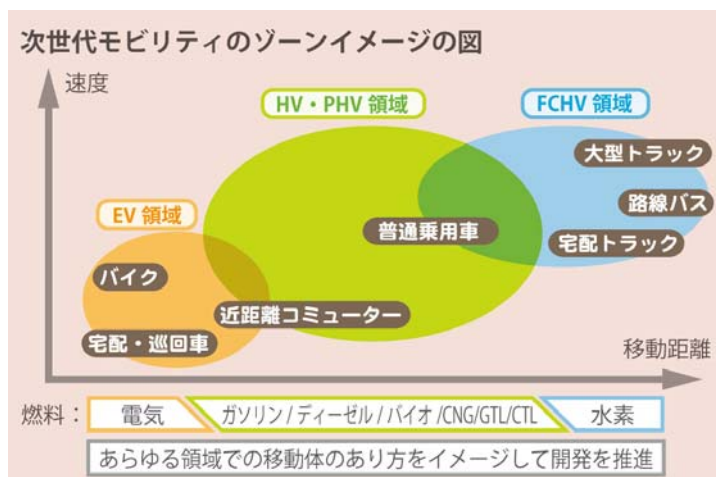 次世代モビリティのゾーンイメージの図
速度
HV・PHV 領域
FCHV 領域
大型トラック
路線バス
EV 領域
普通乗用車
宅配トラック
バイク
近距離コミューター
宅配・巡回車
移動距離
燃料： 電気 ガソリン / ディーゼル / バイオ /CNG/GTL/CTL 水素
あらゆる領域での移動体のあり方をイメージして開発を推進